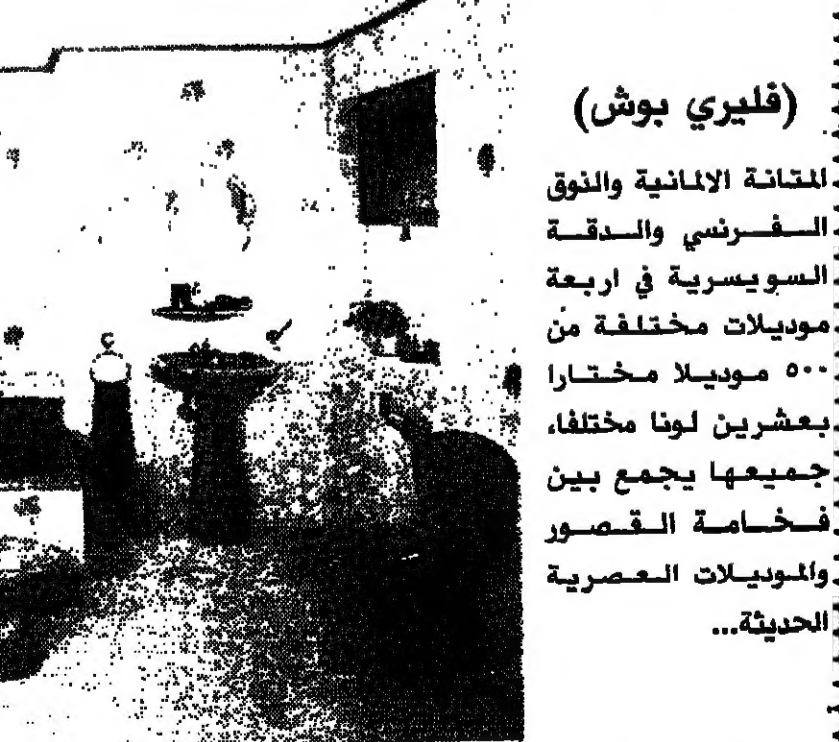 (فليري بوش)
المتانة الالمانية والذوق
الفرنسي والدقة
السويسرية في اربعة
موديلات مختلفة من
٥٠٠ موديلا مختارا
بعشرين لونا مختلفا،
جميعها يجمع بين
فخامة القصور
والموديلات العصرية
الحديثة...